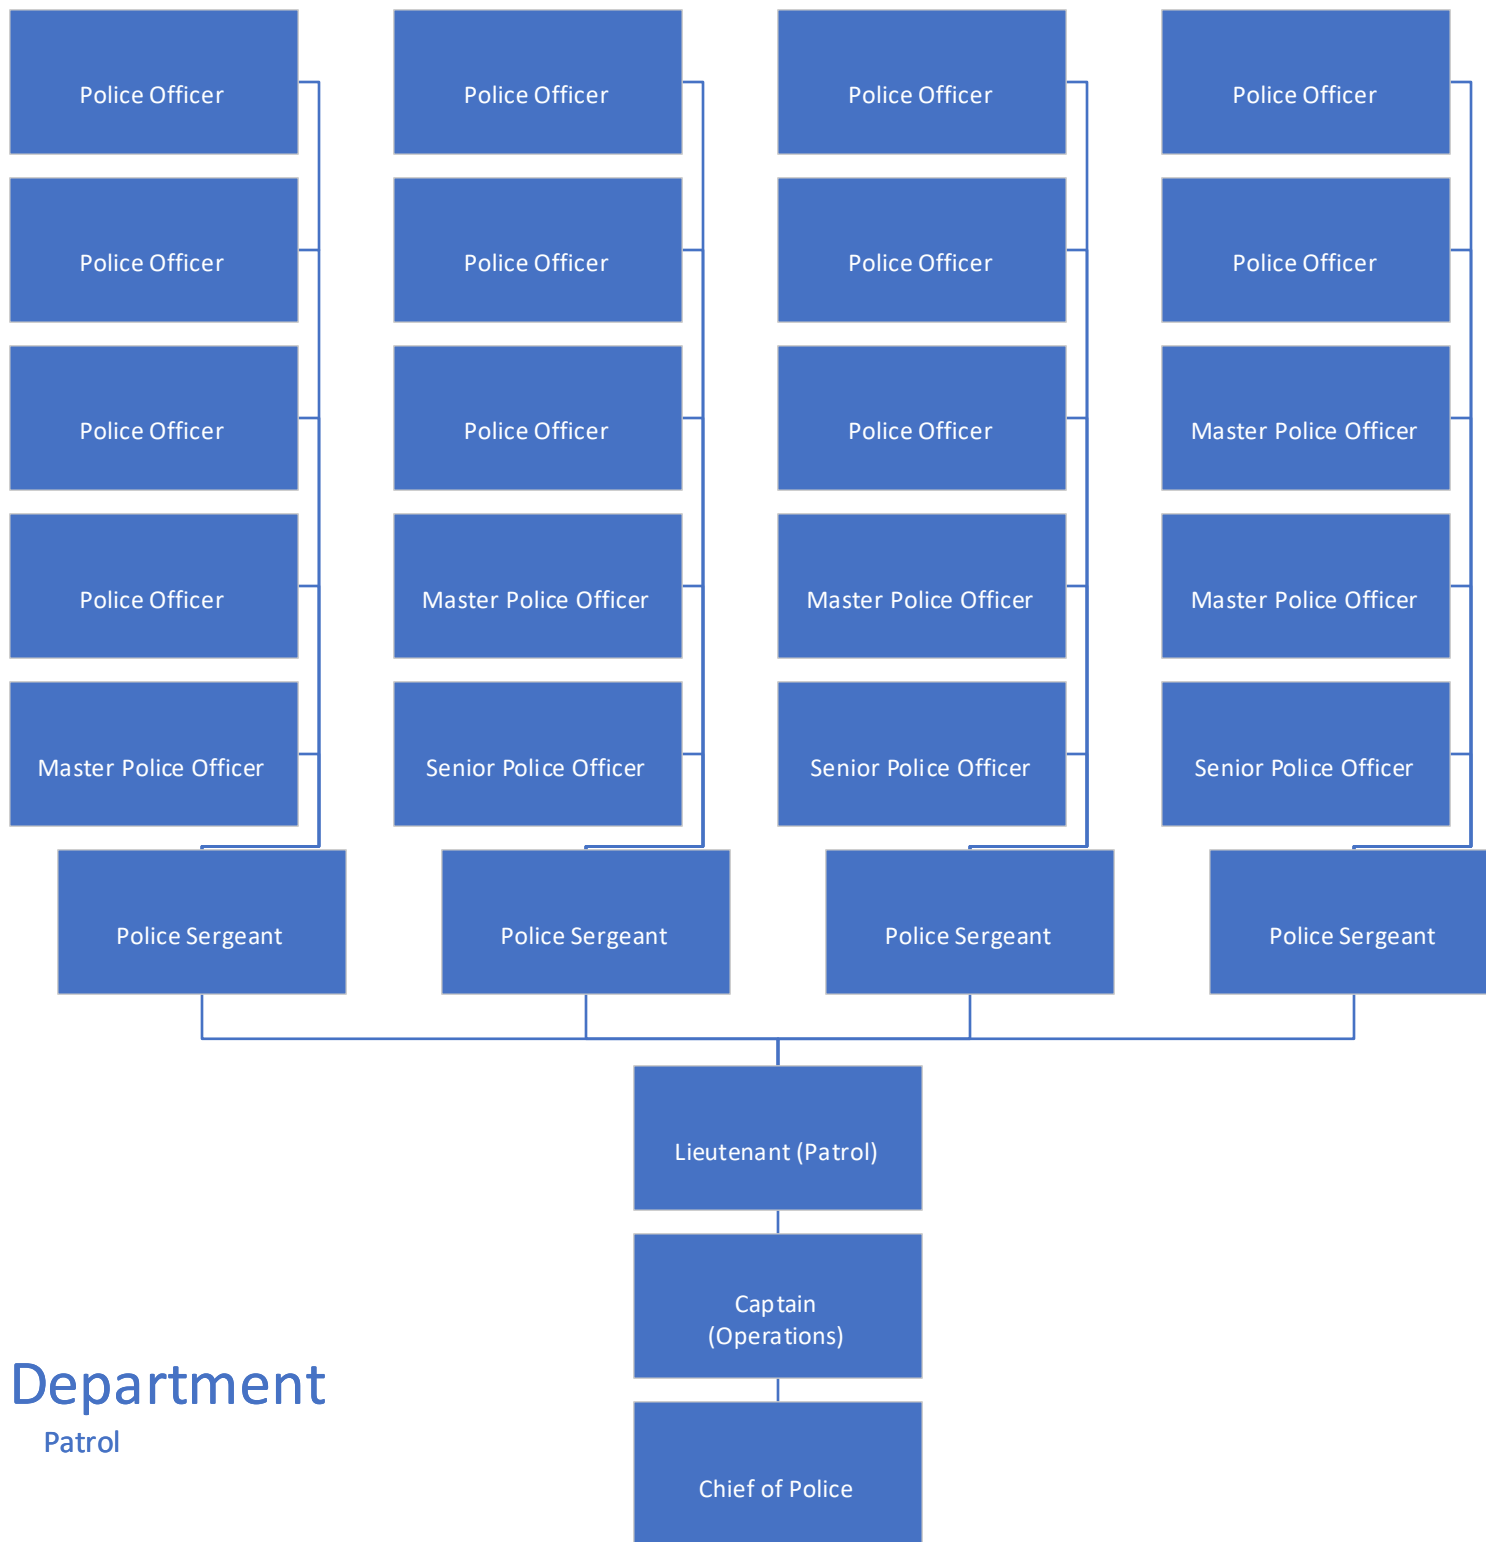 Police Officer
Police Officer
Police Officer
Police Officer
Police Officer
Police Officer
Police Officer
Police Officer
Police Officer
Police Officer
Police Officer
Master Police Officer
Police Officer
Master Police Officer
Master Police Officer
Master Police Officer
Master Police Officer
Senior Police Officer
Senior Police Officer
Senior Police Officer
Police Sergeant
Police Sergeant
Police Sergeant
Police Sergeant
Lieutenant (Patrol)
Captain
(Operations)
Department
Patrol
Chief of Police